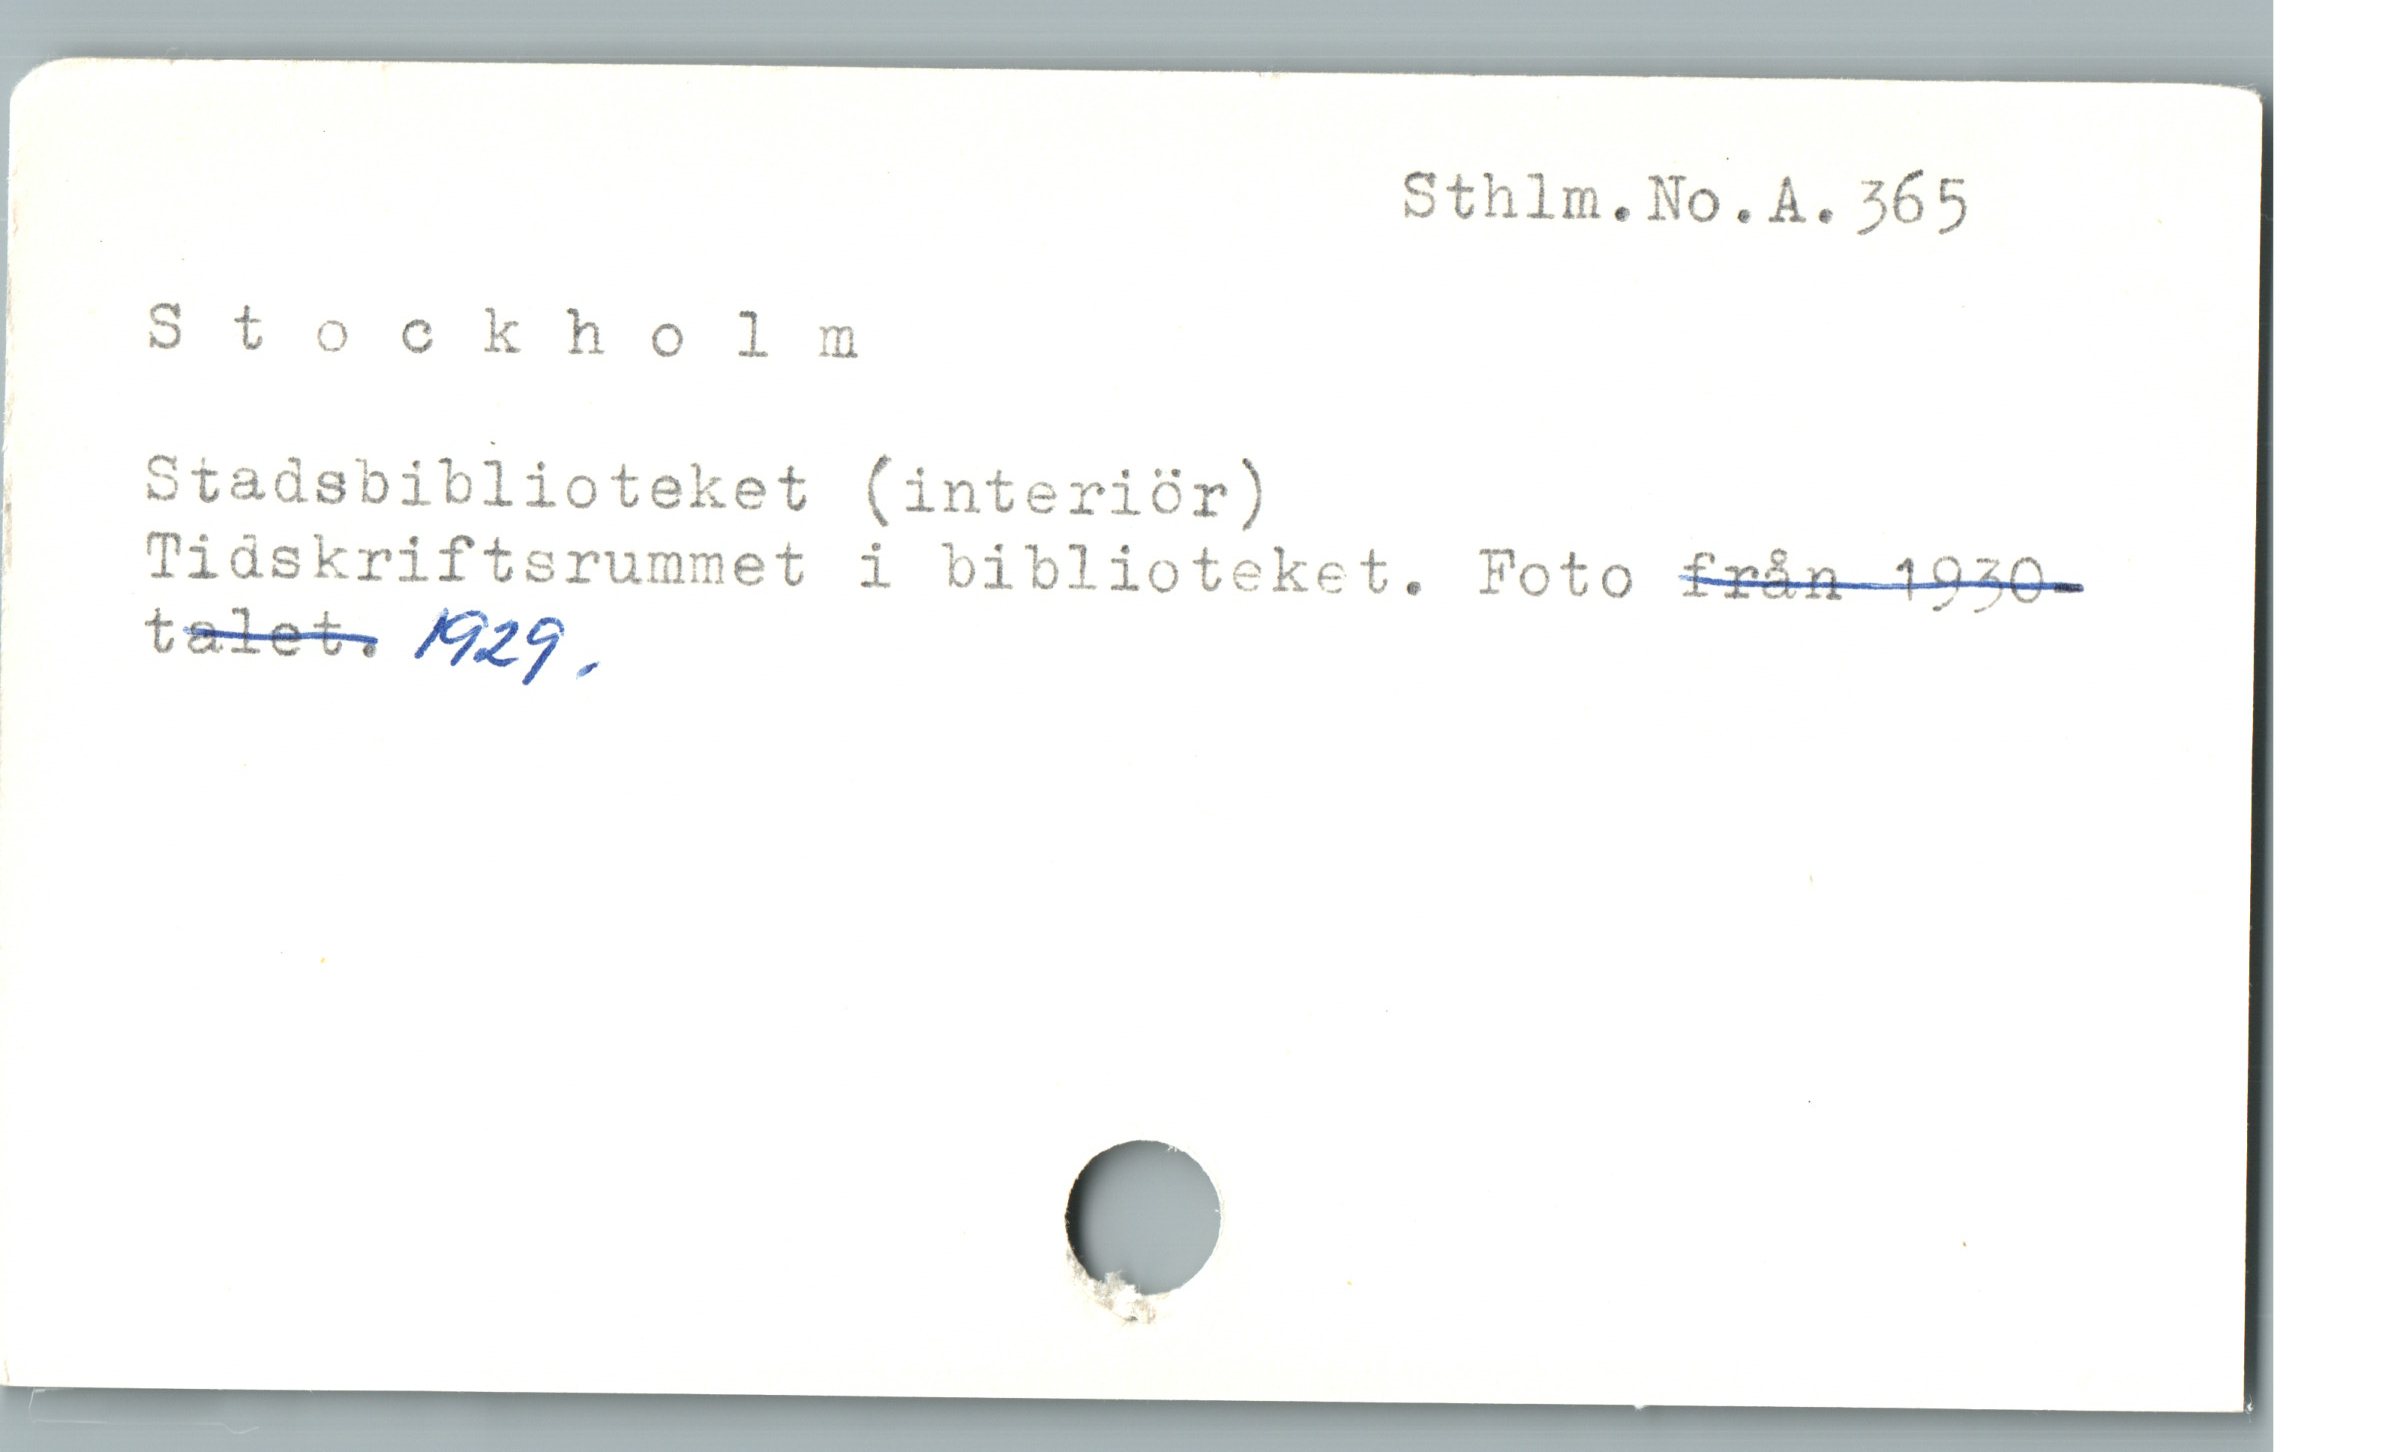 Sthlm.No.A.365
S t o c k h o l m
Stadsbiblioteket (interiör)
Tidskriftsrummet i biblioteket. Foto från 1930-
talet. 1929.